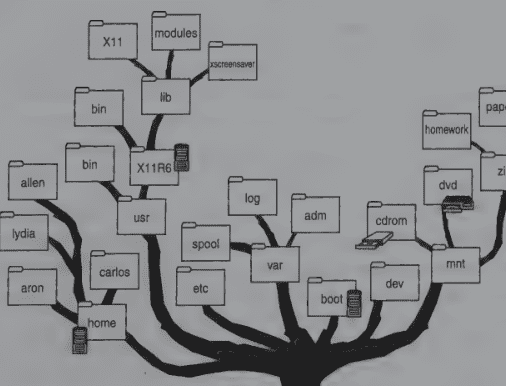 X11
modules
xscreensaver
lib
bin
X11R6
bin
usr
allen
lydia
aron
carlos
home
log
adm
spool
var
etc
boot
dev
homework
dvd
cdrom
mnt